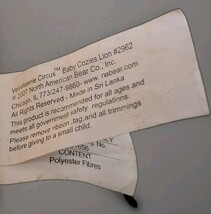 Velveteenie Circus™ Baby Cozies Lion #2962
© 2007 North American Bear Co., Inc.
Chicago, IL 773/247-9860- www.nabear.com
All Rights Reserved - Made in Sri Lanka
This product is recommended for all ages and
meets all government safety regulations.
Please remove ribbon, tag, and all trimmings
before giving to a small child.
CONTENT
Polyester Fibres